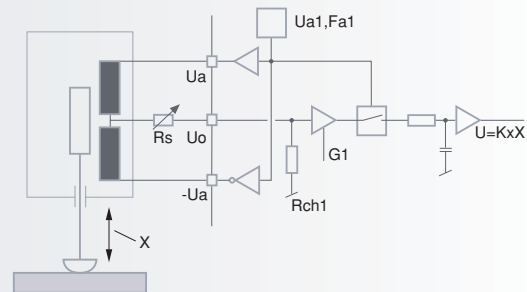 Ua1,Fa1
Ua
Rs
Uo
U=KxX
G1
-Ua
Rch1
X